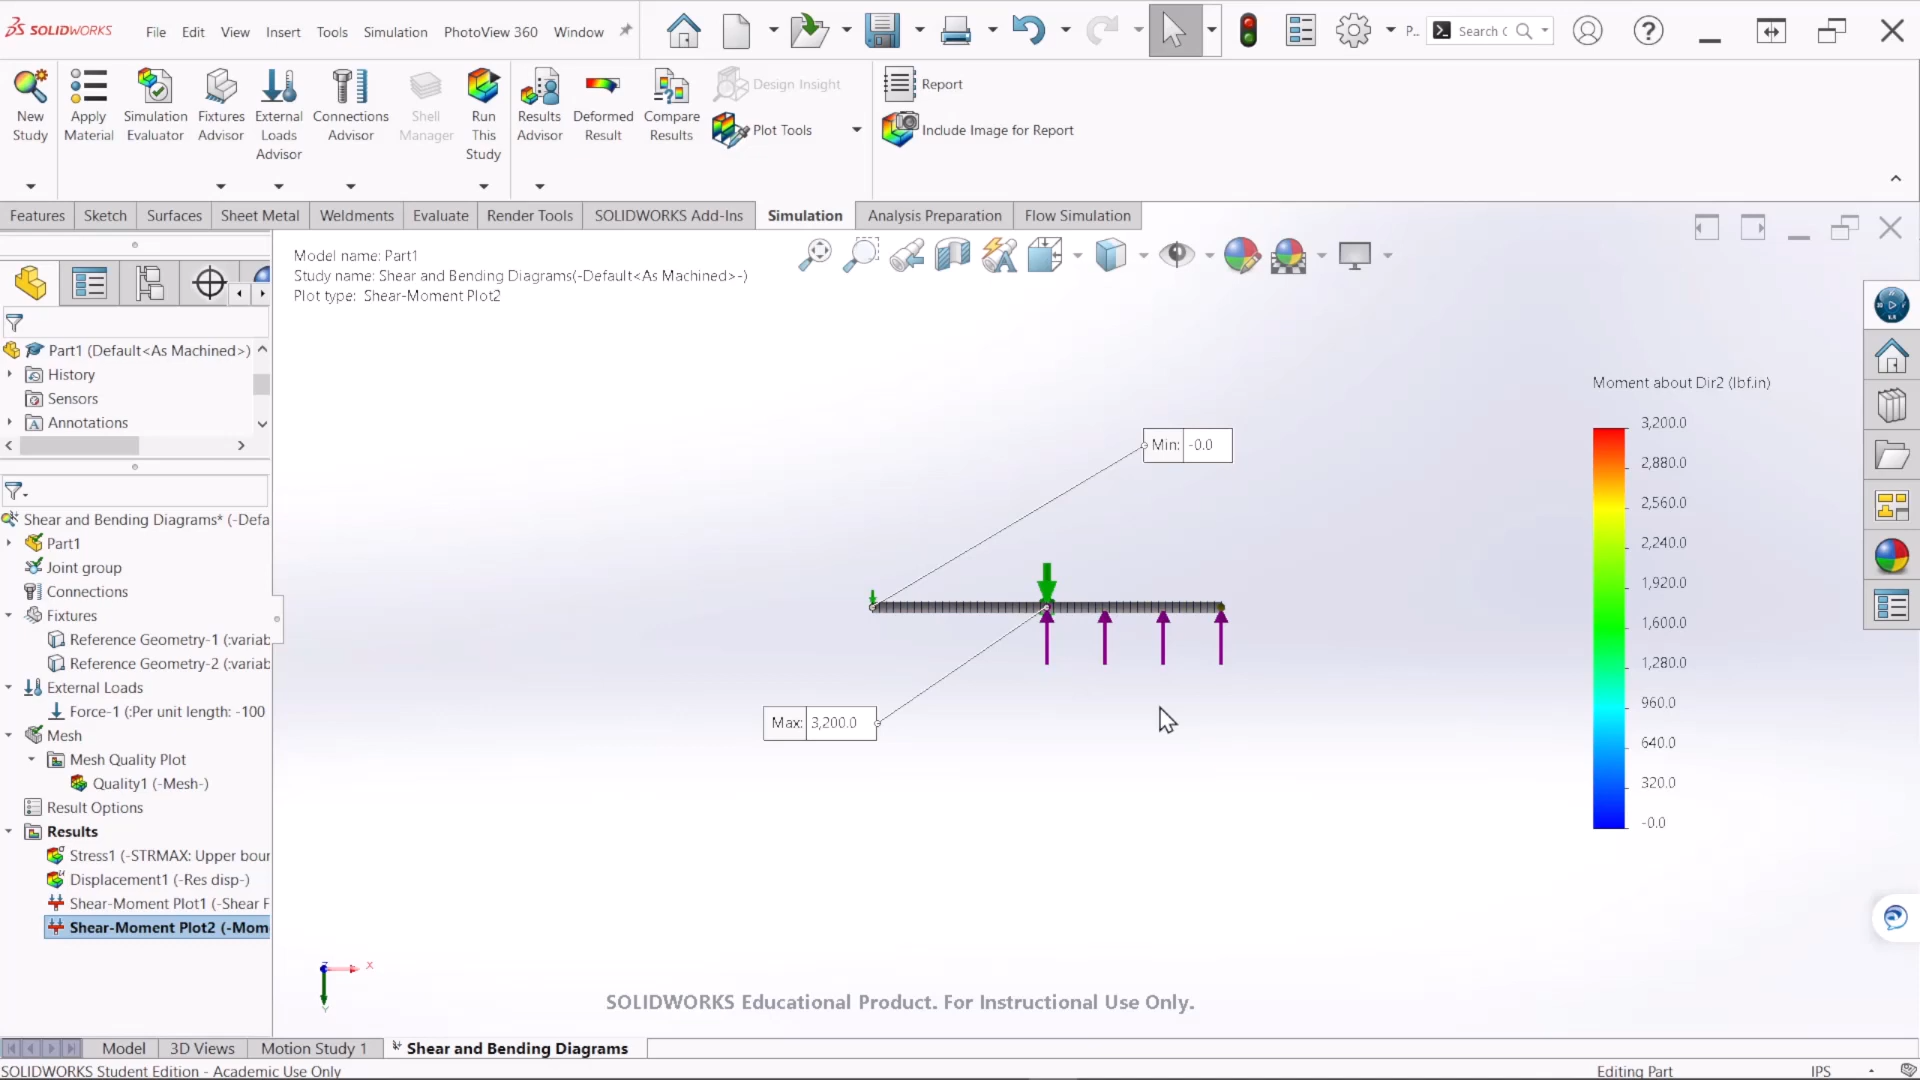 SOLIDWORKS File Edit View Insert Tools Simulation PhotoView 360 Window P... Search C
New Study
Apply Material
Simulation Evaluator
Fixtures Advisor
External Loads Advisor
Connections Advisor
Shell Manager
Run This Study
Results Advisor
Deformed Result
Compare Results
Design Insight
Plot Tools
Report
Include Image for Report
Features Sketch Surfaces Sheet Metal Weldments Evaluate Render Tools SOLIDWORKS Add-Ins Simulation Analysis Preparation Flow Simulation
Part1 (Default<As Machined>)
History
Sensors
Annotations
Shear and Bending Diagrams* (-Defa
Part1
Joint group
Connections
Fixtures
Reference Geometry-1 (:variab
Reference Geometry-2 (:variab
External Loads
Force-1 (:Per unit length: -100
Mesh
Mesh Quality Plot
Quality1 (-Mesh-)
Result Options
Results
Stress1 (-STRMAX: Upper bour
Displacement1 (-Res disp-)
Shear-Moment Plot1 (-Shear F
Shear-Moment Plot2 (-Mom
Model name: Part1
Study name: Shear and Bending Diagrams(-Default<As Machined>-)
Plot type: Shear-Moment Plot2
Min: -0.0
Max: 3,200.0
Moment about Dir2 (lbf.in)
3,200.0
2,880.0
2,560.0
2,240.0
1,920.0
1,600.0
1,280.0
960.0
640.0
320.0
-0.0
Z X
Y
SOLIDWORKS Educational Product. For Instructional Use Only.
Model 3D Views Motion Study 1 Shear and Bending Diagrams
SOLIDWORKS Student Edition - Academic Use Only Editing Part IPS